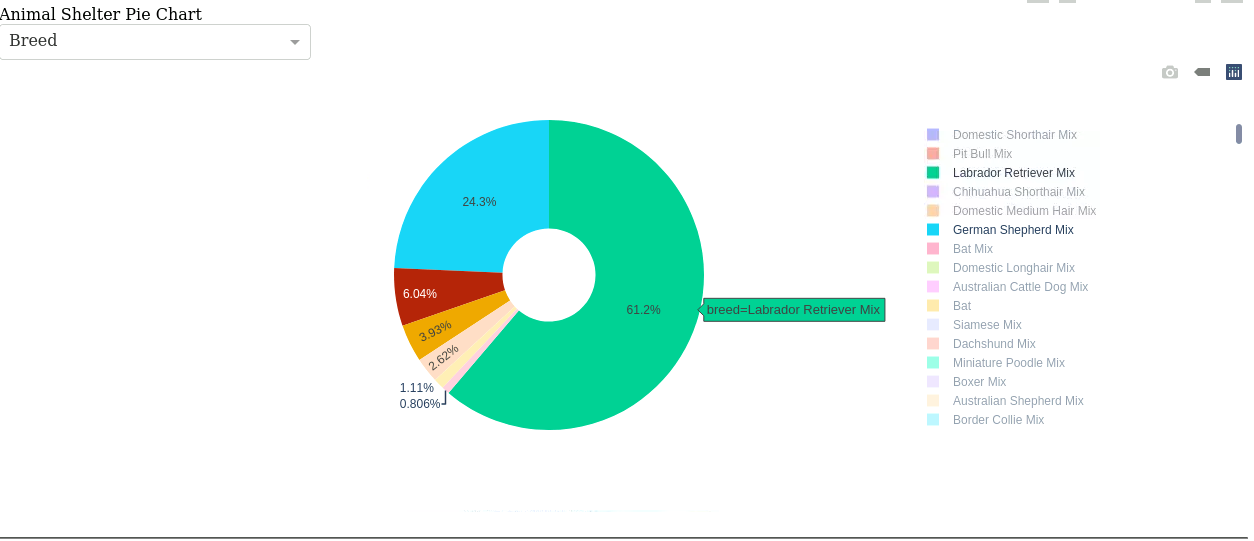 Animal Shelter Pie Chart
Breed
24.3%
6.04%
3.93%
2.62%
1.11%
0.806%
61.2%
breed=Labrador Retriever Mix
Domestic Shorthair Mix
Pit Bull Mix
Labrador Retriever Mix
Chihuahua Shorthair Mix
Domestic Medium Hair Mix
German Shepherd Mix
Bat Mix
Domestic Longhair Mix
Australian Cattle Dog Mix
Bat
Siamese Mix
Dachshund Mix
Miniature Poodle Mix
Boxer Mix
Australian Shepherd Mix
Border Collie Mix